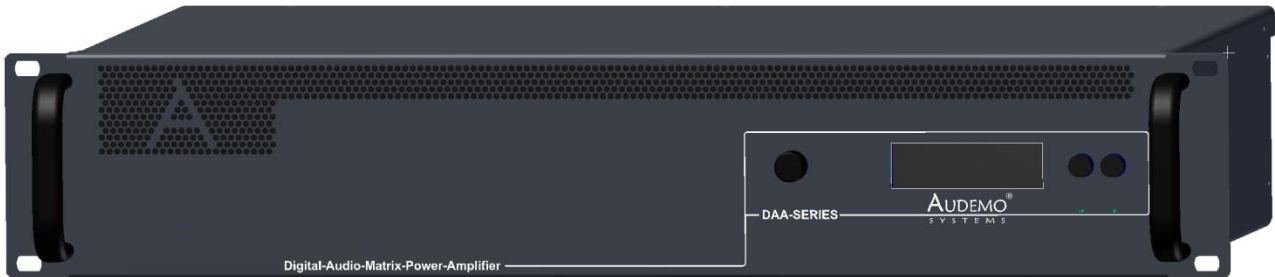 A
DAA-SERIES
AUDEMO®
SYSTEMS
Digital-Audio-Matrix-Power-Amplifier